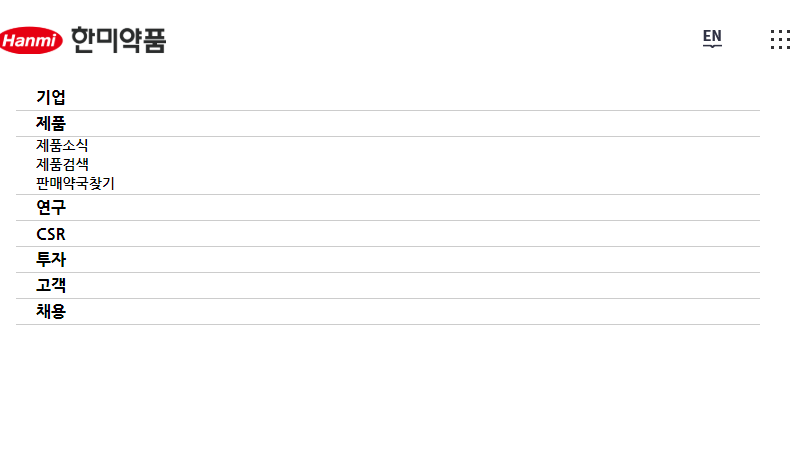 Hanmi 한미약품
EN
기업
제품
제품소식
제품검색
판매약국찾기
연구
CSR
투자
고객
채용